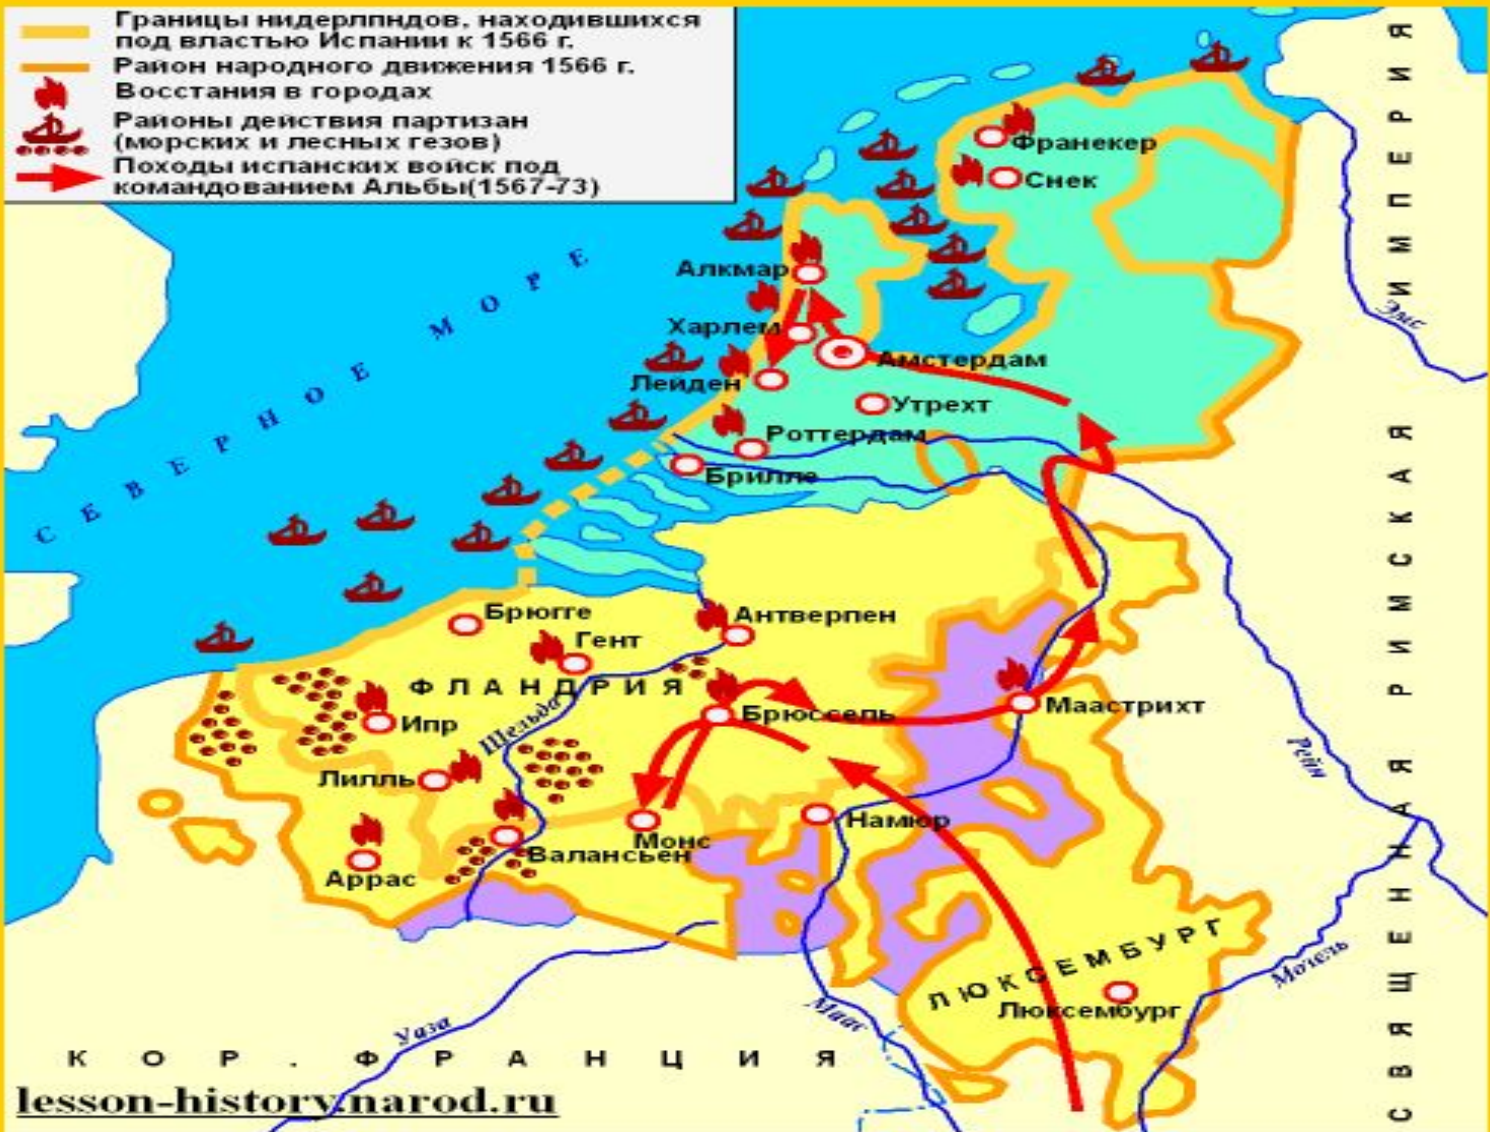 Границы нидерлпндов, находившихся
под властью Испании к 1566 г.
Район народного движения 1566 г.
Восстания в городах
Районы действия партизан
(морских и лесных гезов)
Походы испанских войск под
командованием Альбы(1567-73)
СЕВЕРНОЕ МОРЕ
Франекер
Снек
Алкмар
Харлем
Амстердам
Лейден
Утрехт
Роттердам
Брилле
Эмс
Брюгге
Антверпен
Гент
ФЛАНДРИЯ
Ипр
Шельда
Брюссель
Маастрихт
Рейн
Лилль
Монс
Намюр
Валансьен
Аррас
ЛЮКСЕМБУРГ
Люксембург
Мозель
Маас
Уаза
КОР. ФРАНЦИЯ
СВЯЩЕННАЯ РИМСКАЯ ИМПЕРИЯ
lesson-history.narod.ru